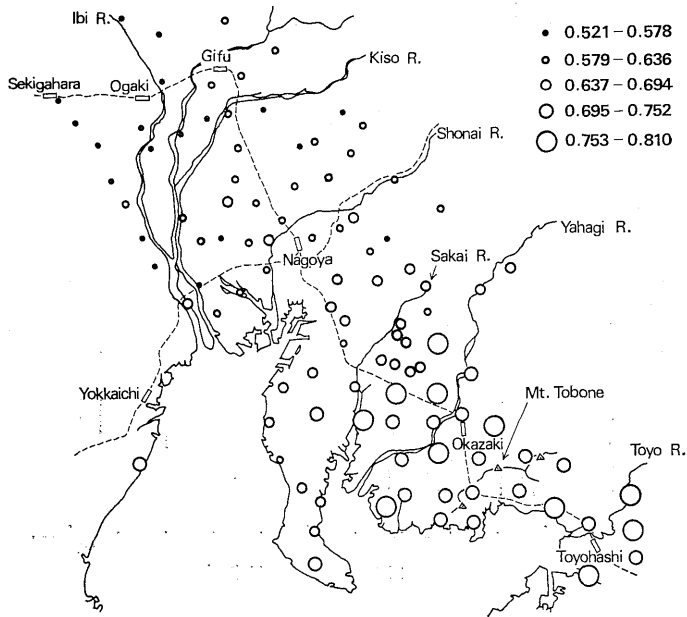 Ibi R.
0.521 – 0.578
0.579 – 0.636
0.637 – 0.694
0.695 – 0.752
0.753 – 0.810
Gifu
Kiso R.
Sekigahara
Ogaki
Shonai R.
Yahagi R.
Nagoya
Sakai R.
Yokkaichi
Mt. Tobone
Okazaki
Toyo R.
Toyohashi